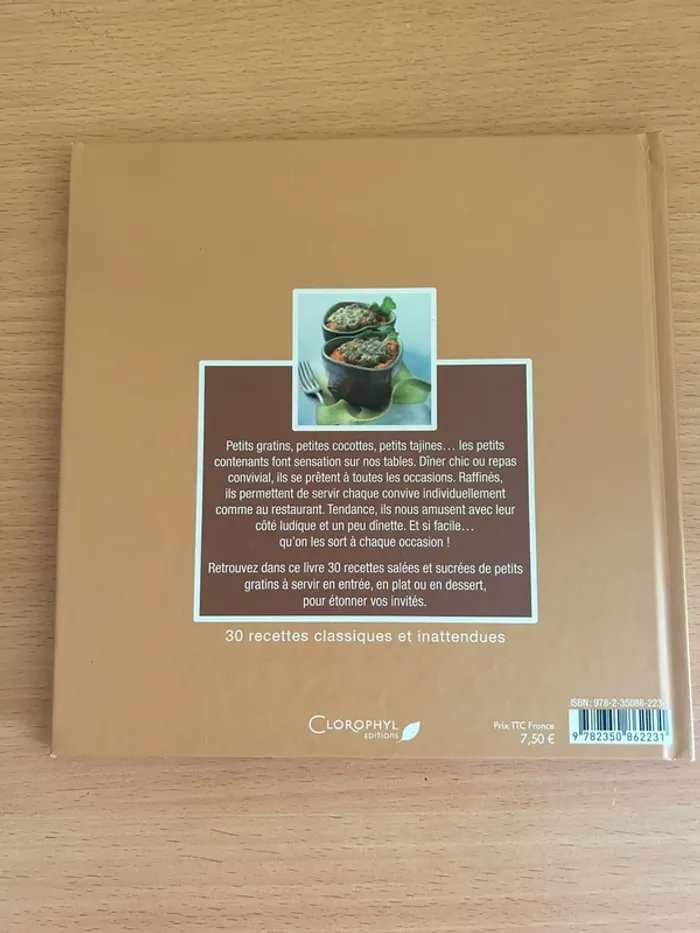 Petits gratins, petites cocottes, petits tajines… les petits
contenants font sensation sur nos tables. Dîner chic ou repas
convivial, ils se prêtent à toutes les occasions. Raffinés,
ils permettent de servir chaque convive individuellement
comme au restaurant. Tendance, ils nous amusent avec leur
côté ludique et un peu dînette. Et si facile…
qu'on les sort à chaque occasion !
Retrouvez dans ce livre 30 recettes salées et sucrées de petits
gratins à servir en entrée, en plat ou en dessert,
pour étonner vos invités.
30 recettes classiques et inattendues
CLOROPHYL
editions
Prix TTC France
7,50 €
ISBN : 978-2-35086-223-
9 782350 862231